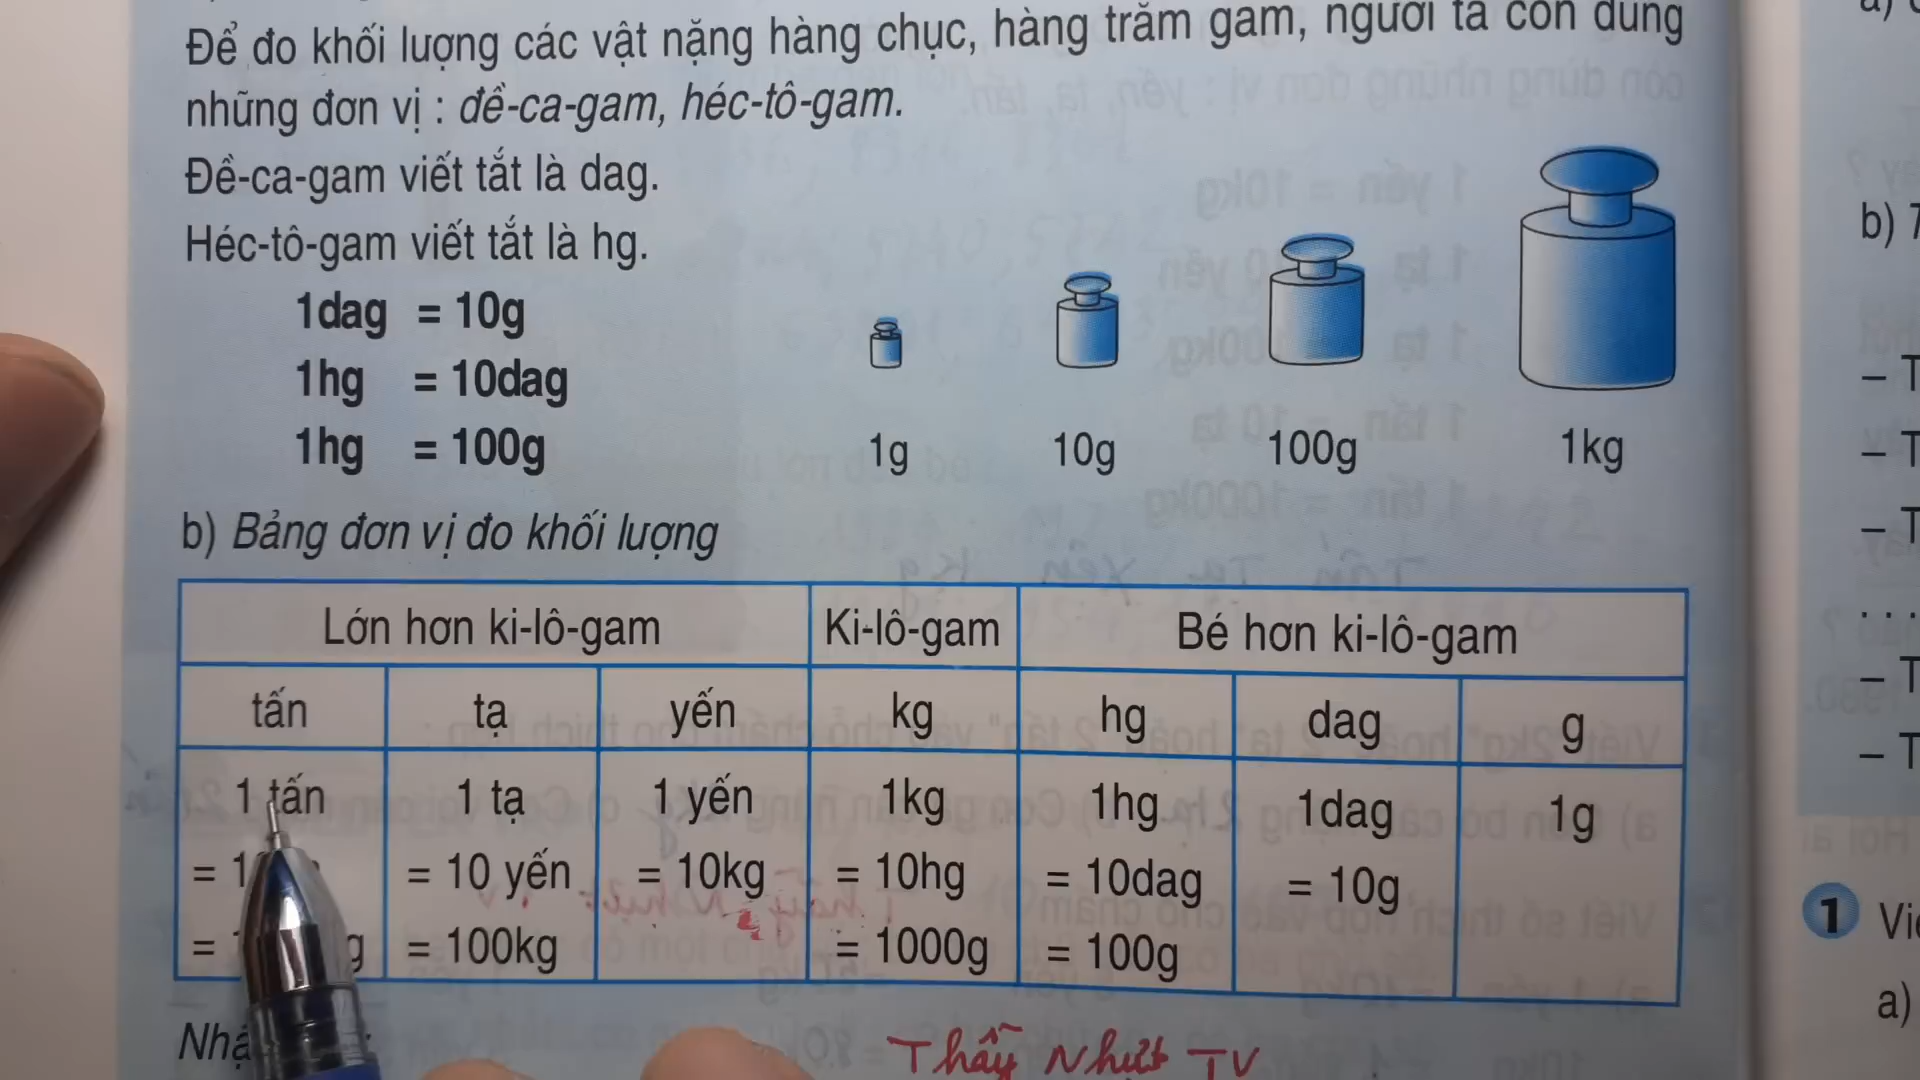 Để đo khối lượng các vật nặng hàng chục, hàng trăm gam, người ta còn dùng
những đơn vị : đề-ca-gam, héc-tô-gam.
Đề-ca-gam viết tắt là dag.
Héc-tô-gam viết tắt là hg.
1dag = 10g
1hg = 10dag
1hg = 100g
1g 10g 100g 1kg
b) Bảng đơn vị đo khối lượng
Lớn hơn ki-lô-gam Ki-lô-gam Bé hơn ki-lô-gam
tấn tạ yến kg hg dag g
1 tấn 1 tạ 1 yến 1kg 1hg 1dag 1g
= 10 yến = 10kg = 10hg = 10dag = 10g
= 100kg = 1000g = 100g
Thầy Nhựt TV
b)
1
a)